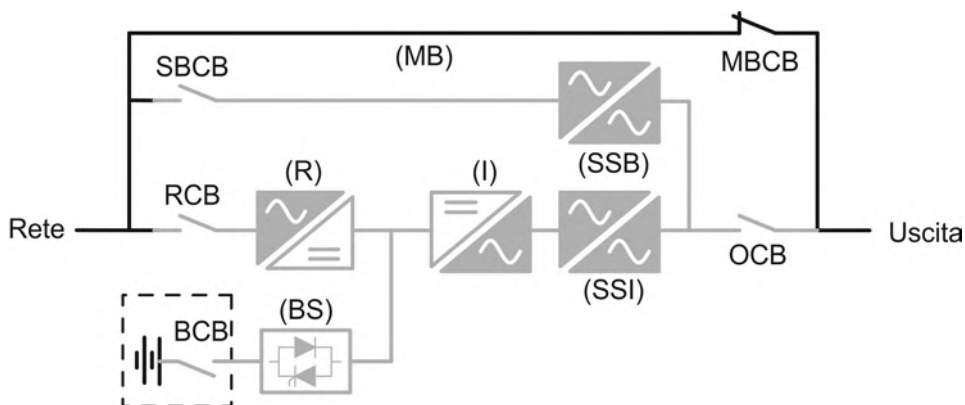 (MB)
MBCB
SBCB
(SSB)
(R)
(I)
RCB
Rete
Uscita
OCB
(SSI)
(BS)
BCB